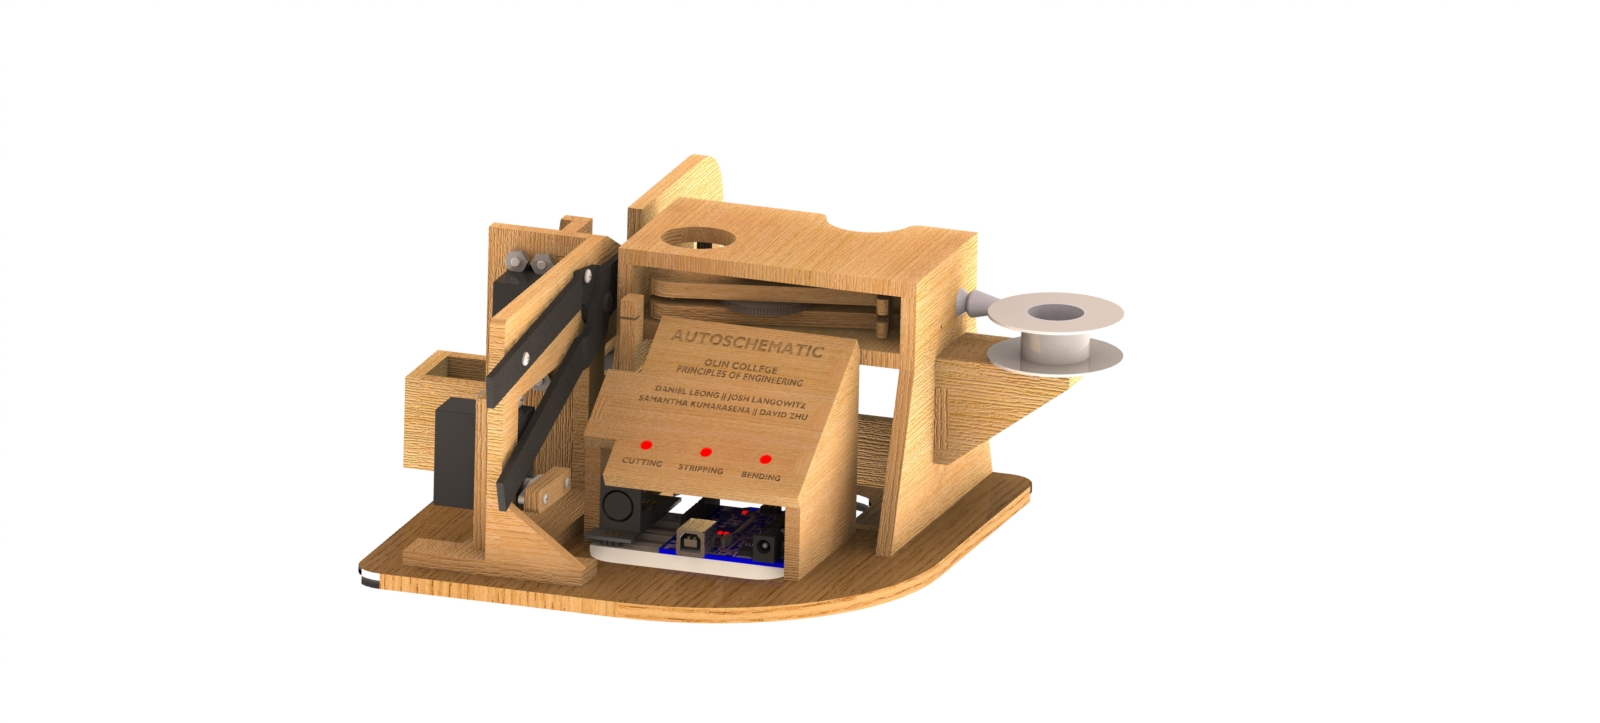 AUTOSCHEMATIC
OLIN COLLEGE
PRINCIPLES OF ENGINEERING
DANIEL LEONG || JOSH LANGOWITZ
SAMANTHA KUMARASENA || DAVID ZHU
CUTTING STRIPPING BENDING